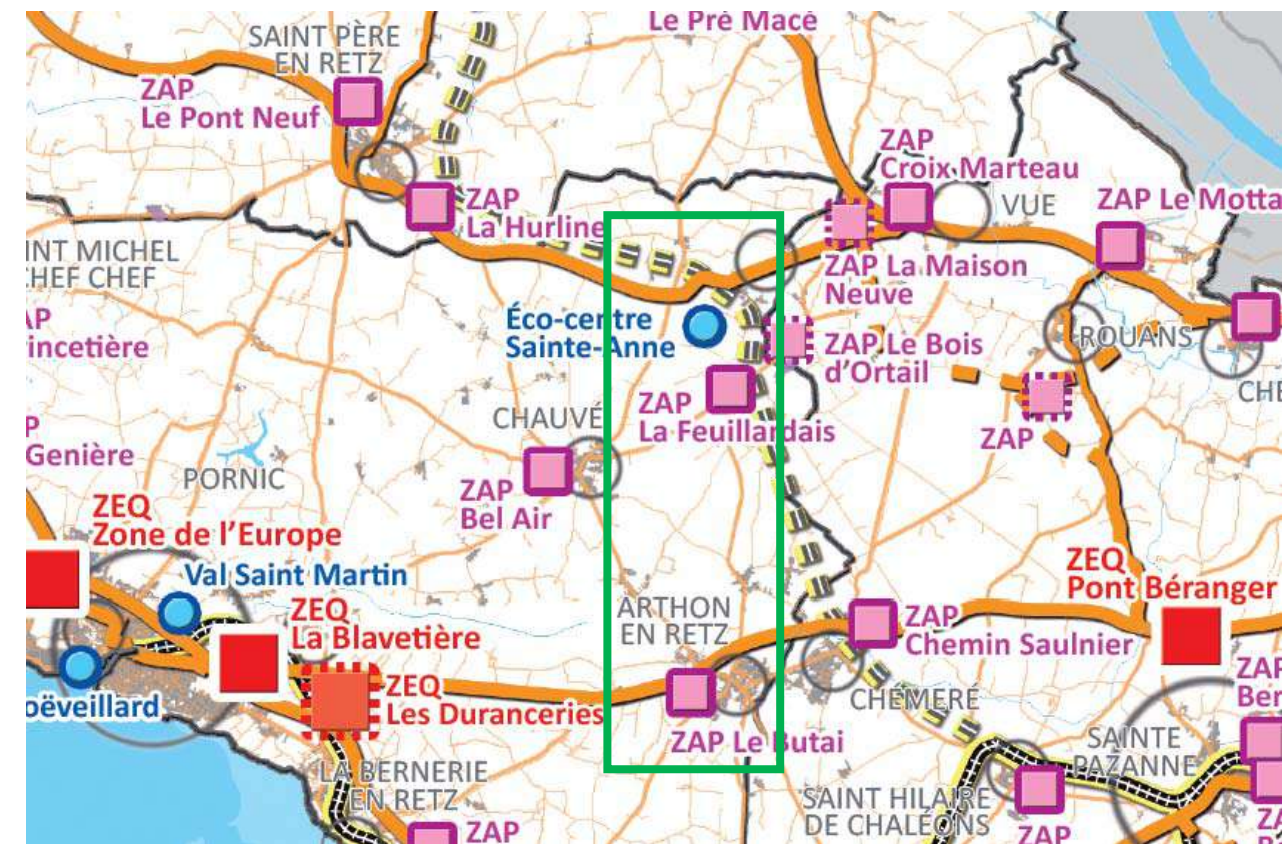 Le Pré Macé
SAINT PÈRE
EN RETZ
ZAP
Le Pont Neuf
ZAP
Croix Marteau
ZAP
La Hurline
VUE
ZAP Le Motta
INT MICHEL
CHEF CHEF
ZAP La Maison
Neuve
AP
incetière
Éco-centre
Sainte-Anne
ZAP Le Bois
d'Ortail
ROUANS
CHE
ZAP
La Feuillardais
CHAUVÉ
P
Genière
PORNIC
ZAP
ZAP
Bel Air
ZEQ
Zone de l'Europe
Val Saint Martin
ZEQ
La Blavetière
ARTHON
EN RETZ
ZEQ
Pont Béranger
ZAP
Chemin Saulnier
ZAP
Ber
oëveillard
ZEQ
Les Duranceries
CHÉMERÉ
ZAP Le Butai
SAINTE
PAZANNE
LA BERNERIE
EN RETZ
SAINT HILAIRE
DE CHALÉONS
ZAP
ZAP